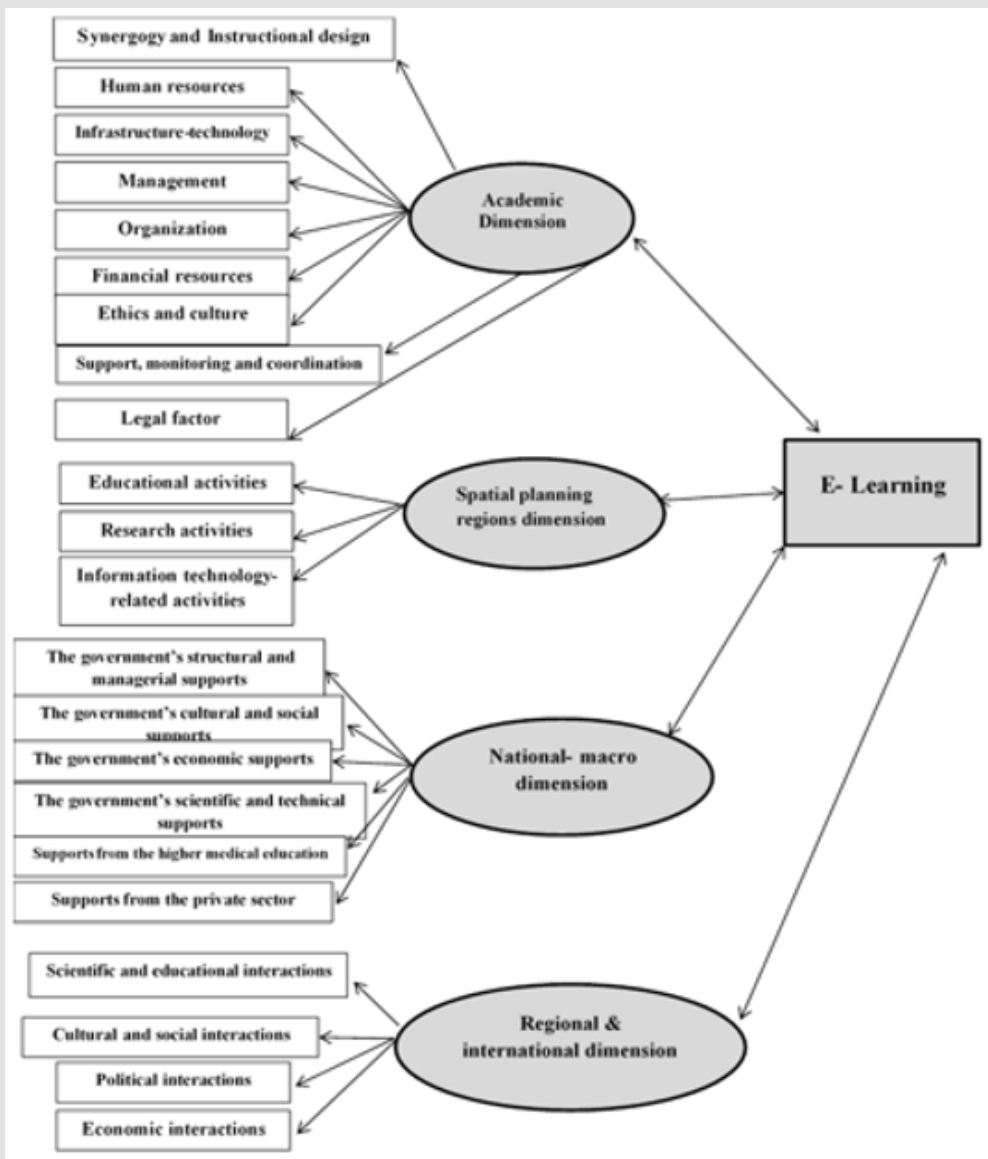 Synergogy and Instructional design
Human resources
Infrastructure-technology
Management
Organization
Financial resources
Ethics and culture
Support, monitoring and coordination
Legal factor
Academic
Dimension
Educational activities
Research activities
Information technology-
related activities
Spatial planning
regions dimension
E- Learning
The government's structural and
managerial supports
The government's cultural and social
supports
The government's economic supports
The government's scientific and technical
supports
Supports from the higher medical education
Supports from the private sector
National- macro
dimension
Scientific and educational interactions
Cultural and social interactions
Political interactions
Economic interactions
Regional &
international dimension